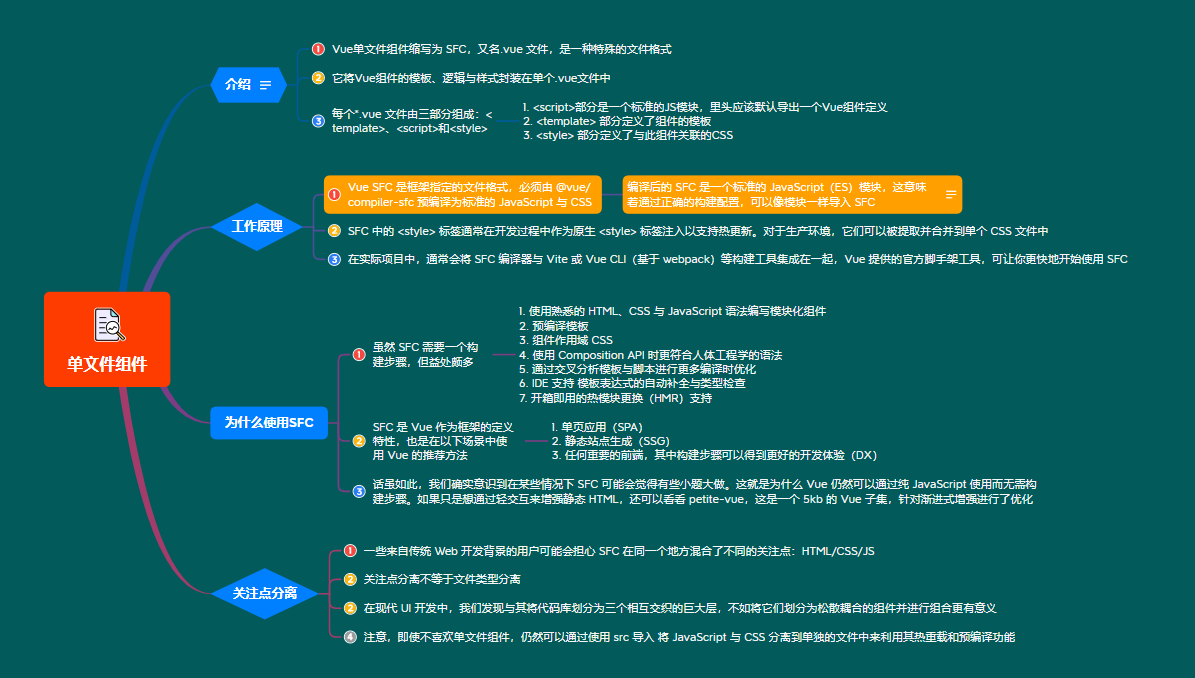 单文件组件
介绍
1
Vue单文件组件缩写为 SFC，又名.vue 文件，是一种特殊的文件格式
2
它将Vue组件的模板、逻辑与样式封装在单个.vue文件中
3
每个*.vue 文件由三部分组成：<
template>、<script>和<style>
1. <script>部分是一个标准的JS模块，里头应该默认导出一个Vue组件定义
2. <template> 部分定义了组件的模板
3. <style> 部分定义了与此组件关联的CSS
工作原理
1
Vue SFC 是框架指定的文件格式，必须由 @vue/
compiler-sfc 预编译为标准的 JavaScript 与 CSS
编译后的 SFC 是一个标准的 JavaScript（ES）模块，这意味
着通过正确的构建配置，可以像模块一样导入 SFC
2
SFC 中的 <style> 标签通常在开发过程中作为原生 <style> 标签注入以支持热更新。对于生产环境，它们可以被提取并合并到单个 CSS 文件中
3
在实际项目中，通常会将 SFC 编译器与 Vite 或 Vue CLI（基于 webpack）等构建工具集成在一起，Vue 提供的官方脚手架工具，可让你更快地开始使用 SFC
为什么使用SFC
1
虽然 SFC 需要一个构
建步骤，但益处颇多
1. 使用熟悉的 HTML、CSS 与 JavaScript 语法编写模块化组件
2. 预编译模板
3. 组件作用域 CSS
4. 使用 Composition API 时更符合人体工程学的语法
5. 通过交叉分析模板与脚本进行更多编译时优化
6. IDE 支持 模板表达式的自动补全与类型检查
7. 开箱即用的热模块更换（HMR）支持
2
SFC 是 Vue 作为框架的定义
特性，也是在以下场景中使
用 Vue 的推荐方法
1. 单页应用（SPA）
2. 静态站点生成（SSG）
3. 任何重要的前端，其中构建步骤可以得到更好的开发体验（DX）
3
话虽如此，我们确实意识到在某些情况下 SFC 可能会觉得有些小题大做。这就是为什么 Vue 仍然可以通过纯 JavaScript 使用而无需构
建步骤。如果只是想通过轻交互来增强静态 HTML，还可以看看 petite-vue，这是一个 5kb 的 Vue 子集，针对渐进式增强进行了优化
关注点分离
1
一些来自传统 Web 开发背景的用户可能会担心 SFC 在同一个地方混合了不同的关注点：HTML/CSS/JS
2
关注点分离不等于文件类型分离
2
在现代 UI 开发中，我们发现与其将代码库划分为三个相互交织的巨大层，不如将它们划分为松散耦合的组件并进行组合更有意义
4
注意，即使不喜欢单文件组件，仍然可以通过使用 src 导入 将 JavaScript 与 CSS 分离到单独的文件中来利用其热重载和预编译功能